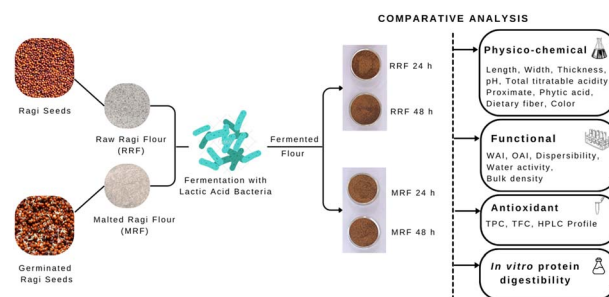 COMPARATIVE ANALYSIS
Ragi Seeds
Raw Ragi Flour
(RRF)
Malted Ragi Flour
(MRF)
Germinated
Ragi Seeds
Fermentation with
Lactic Acid Bacteria
Fermented
Flour
RRF 24 h
RRF 48 h
MRF 24 h
MRF 48 h
Physico-chemical
Length, Width, Thickness,
pH, Total titratable acidity
Proximate, Phytic acid,
Dietary fiber, Color
Functional
WAI, OAI, Dispersibility,
Water activity,
Bulk density
Antioxidant
TPC, TFC, HPLC Profile
In vitro protein
digestibility